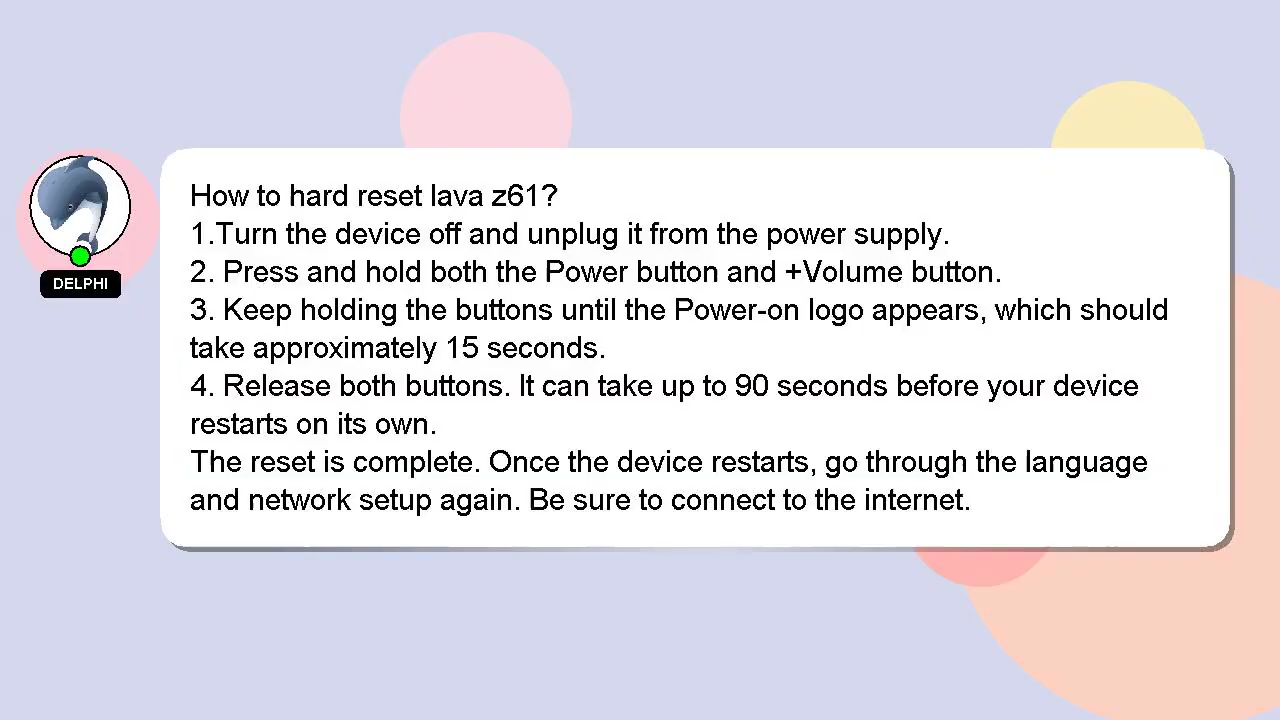 How to hard reset lava z61?
1.Turn the device off and unplug it from the power supply.
2. Press and hold both the Power button and +Volume button.
3. Keep holding the buttons until the Power-on logo appears, which should
take approximately 15 seconds.
4. Release both buttons. It can take up to 90 seconds before your device
restarts on its own.
The reset is complete. Once the device restarts, go through the language
and network setup again. Be sure to connect to the internet.
DELPHI